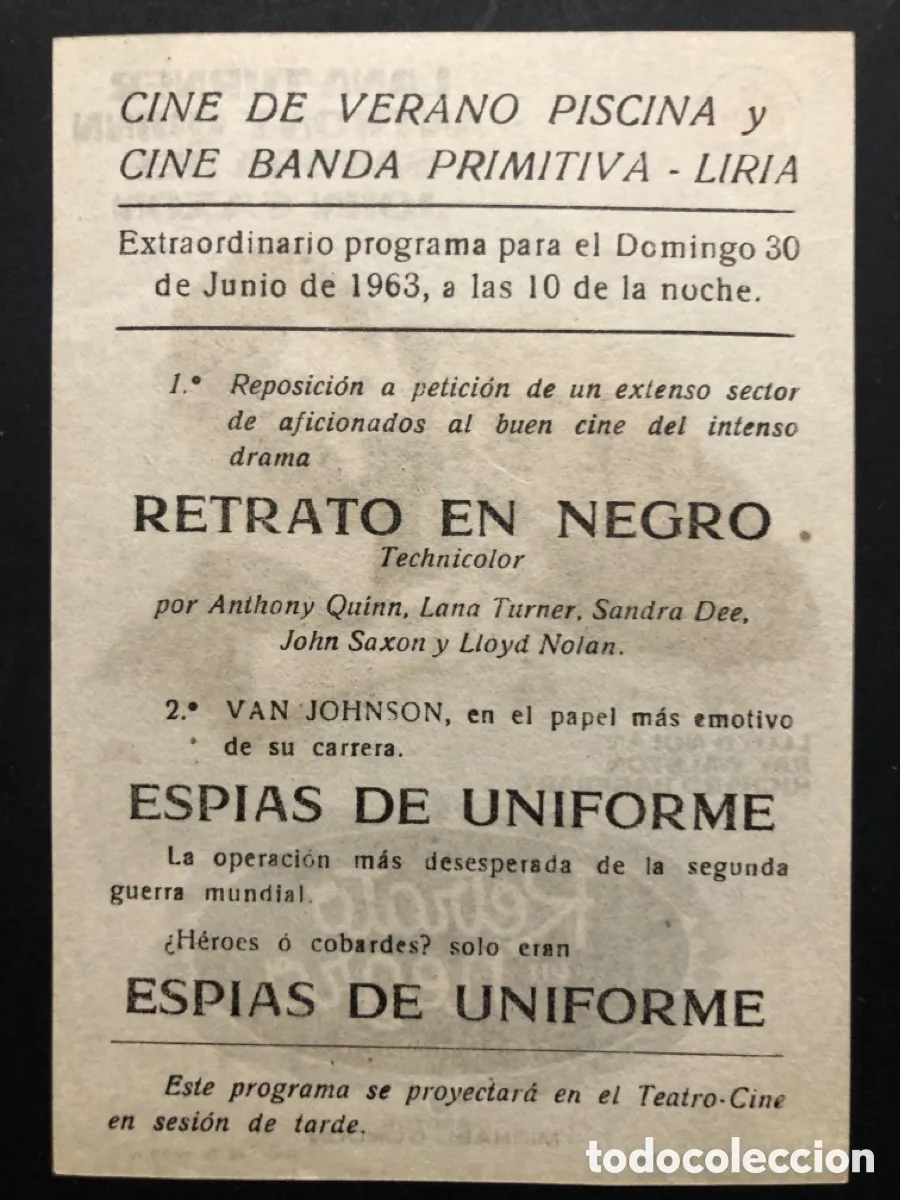 CINE DE VERANO PISCINA y
CINE BANDA PRIMITIVA - LIRIA
Extraordinario programa para el Domingo 30
de Junio de 1963, a las 10 de la noche.
1.º Reposición a petición de un extenso sector
de aficionados al buen cine del intenso
drama
RETRATO EN NEGRO
Technicolor
por Anthony Quinn, Lana Turner, Sandra Dee,
John Saxon y Lloyd Nolan.
2.º VAN JOHNSON, en el papel más emotivo
de su carrera.
ESPIAS DE UNIFORME
La operación más desesperada de la segunda
guerra mundial.
¿Héroes ó cobardes? solo eran
ESPIAS DE UNIFORME
Este programa se proyectará en el Teatro-Cine
en sesión de tarde.
todocoleccion